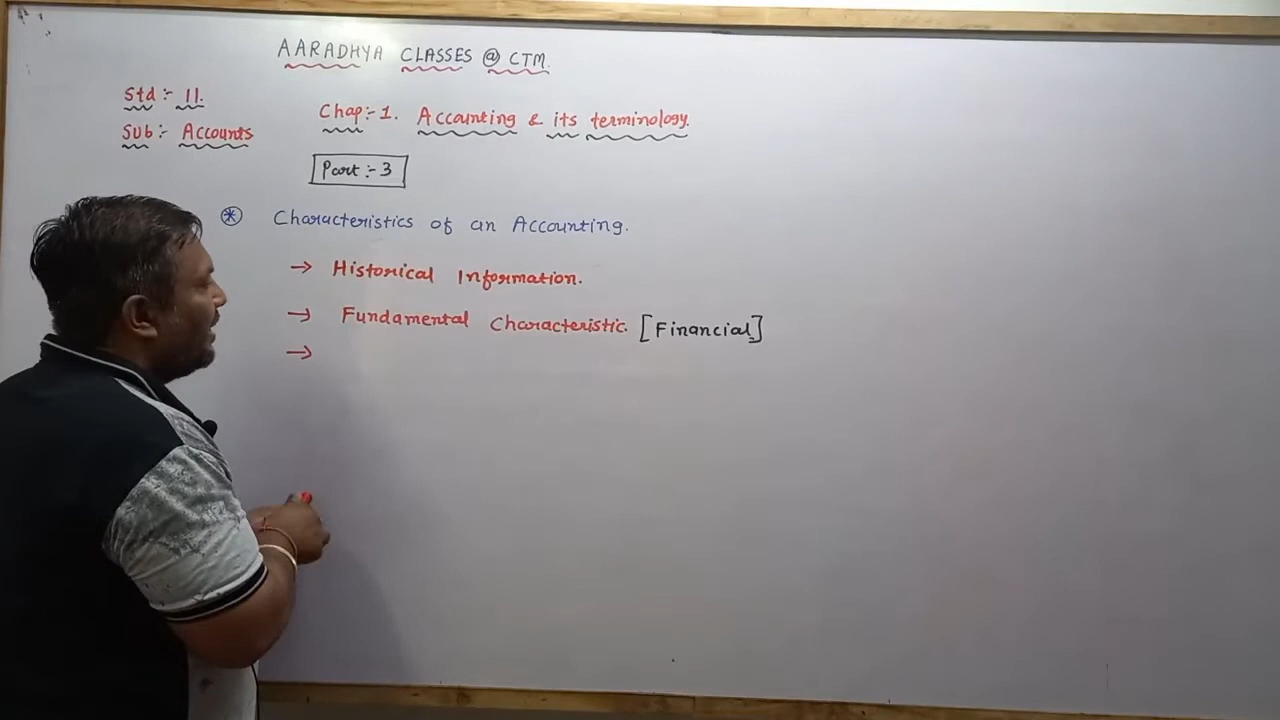 AARADHYA CLASSES @ CTM.
Std :- 11.
Sub :- Accounts
Chap :- 1. Accounting & its terminology.
Part :- 3
* Characteristics of an Accounting.
→ Historical Information.
→ Fundamental Characteristic. [Financial]
→